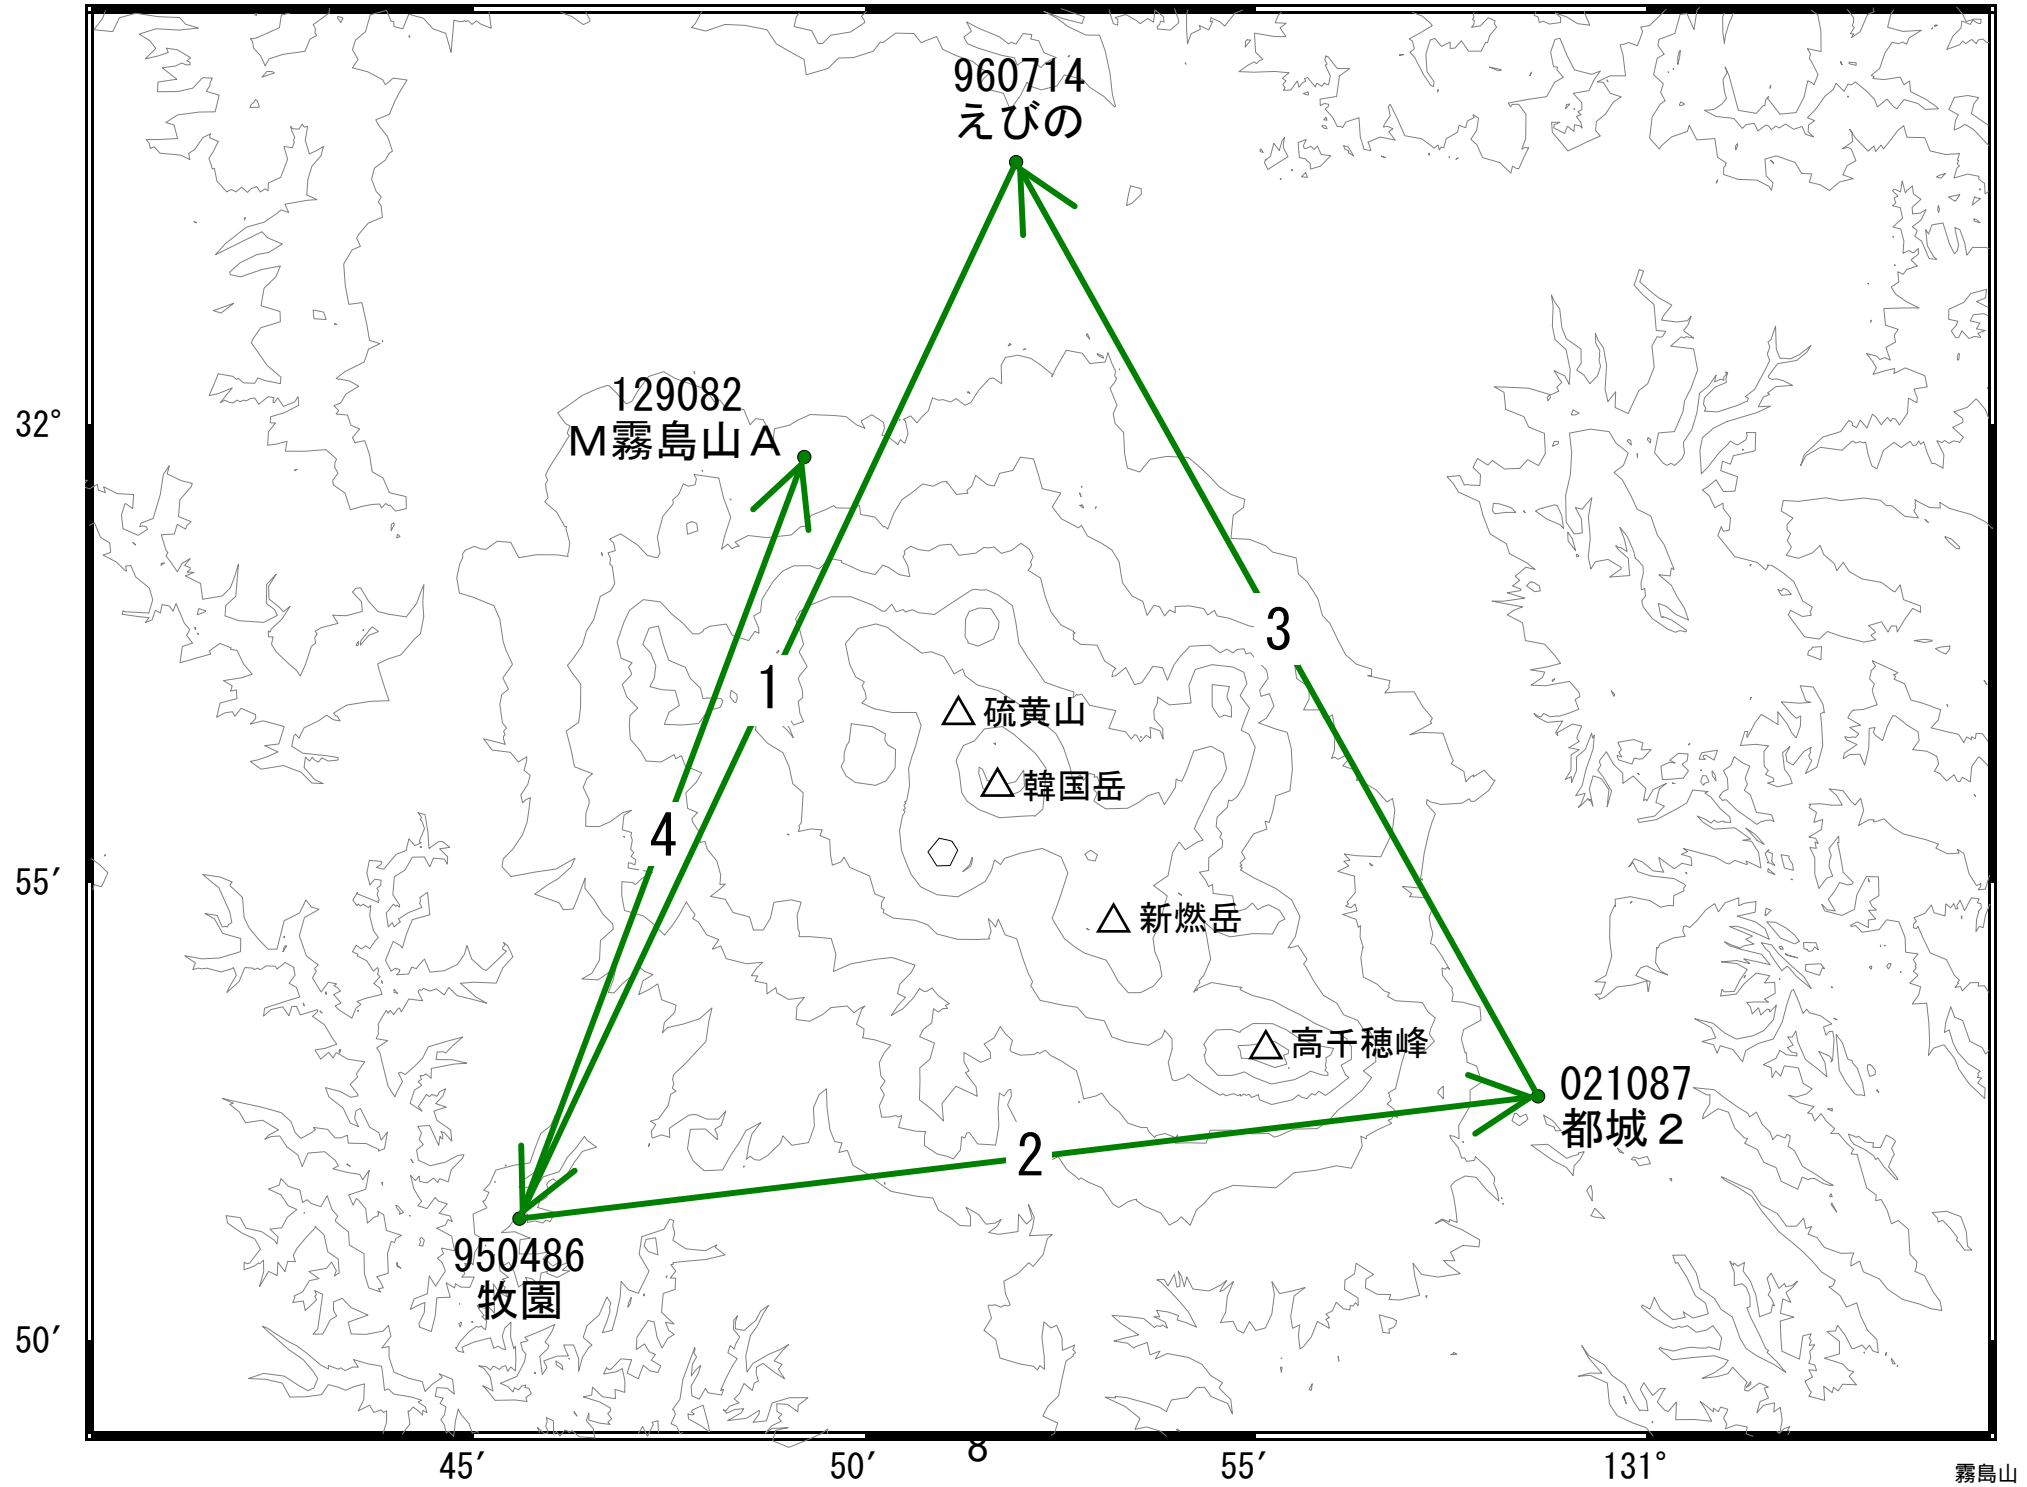 960714
えびの
32°
129082
Ｍ霧島山Ａ
3
1
硫黄山
韓国岳
4
55′
新燃岳
高千穂峰
021087
都城２
2
950486
牧園
50′
45′
50′
8
55′
131°
霧島山